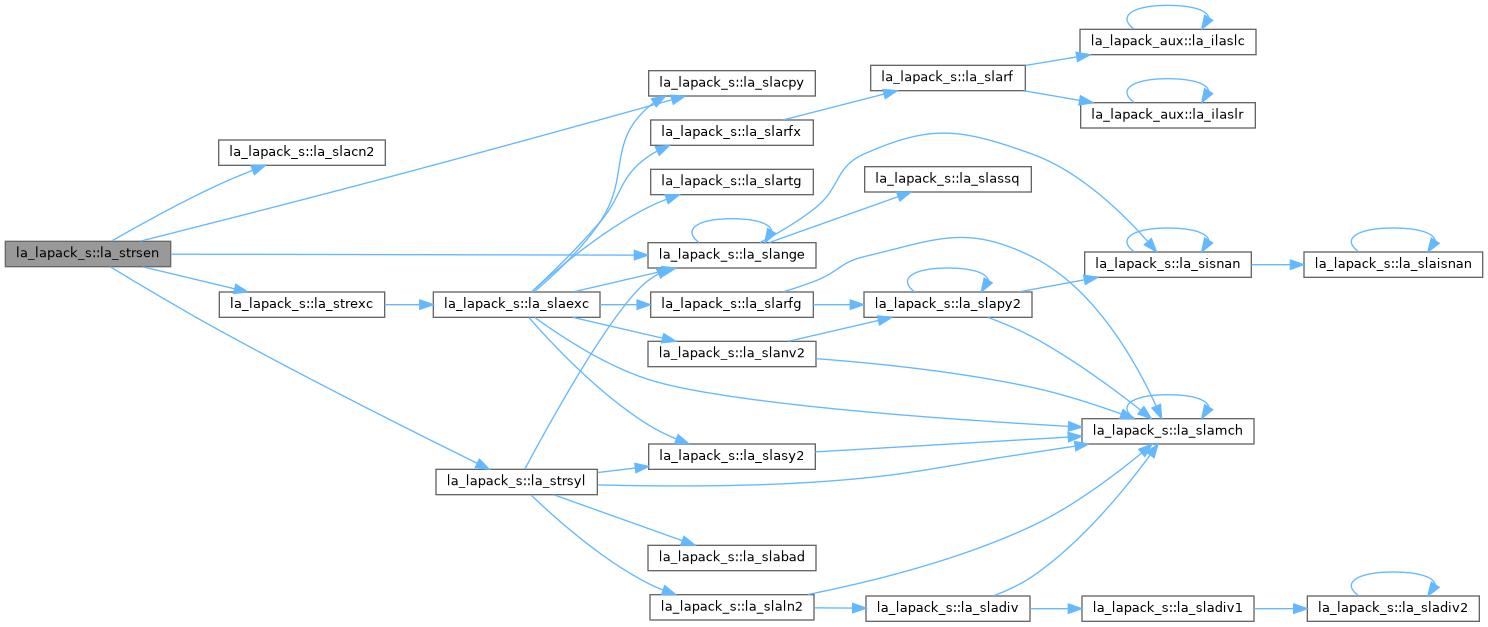 la_lapack_s::la_strsen
la_lapack_s::la_slacn2
la_lapack_s::la_strexc
la_lapack_s::la_slaexc
la_lapack_s::la_strsyl
la_lapack_s::la_slacpy
la_lapack_s::la_slarfx
la_lapack_s::la_slartg
la_lapack_s::la_slange
la_lapack_s::la_slarfg
la_lapack_s::la_slanv2
la_lapack_s::la_slasy2
la_lapack_s::la_slabad
la_lapack_s::la_slaln2
la_lapack_s::la_slarf
la_lapack_s::la_slassq
la_lapack_s::la_slapy2
la_lapack_s::la_sladiv
la_lapack_aux::la_ilaslc
la_lapack_aux::la_ilaslr
la_lapack_s::la_sisnan
la_lapack_s::la_slamch
la_lapack_s::la_sladiv1
la_lapack_s::la_slaisnan
la_lapack_s::la_sladiv2